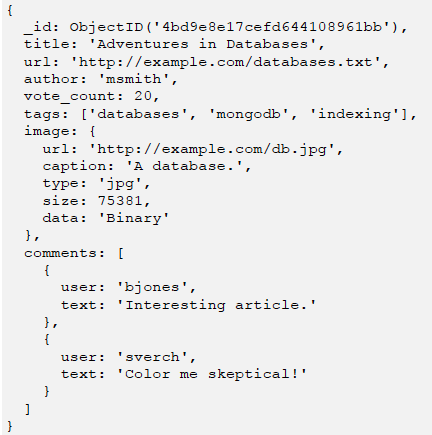 {
  _id: ObjectID('4bd9e8e17cefd644108961bb'),
  title: 'Adventures in Databases',
  url: 'http://example.com/databases.txt',
  author: 'msmith',
  vote_count: 20,
  tags: ['databases', 'mongodb', 'indexing'],
  image: {
    url: 'http://example.com/db.jpg',
    caption: 'A database.',
    type: 'jpg',
    size: 75381,
    data: 'Binary'
  },
  comments: [
    {
      user: 'bjones',
      text: 'Interesting article.'
    },
    {
      user: 'sverch',
      text: 'Color me skeptical!'
    }
  ]
}